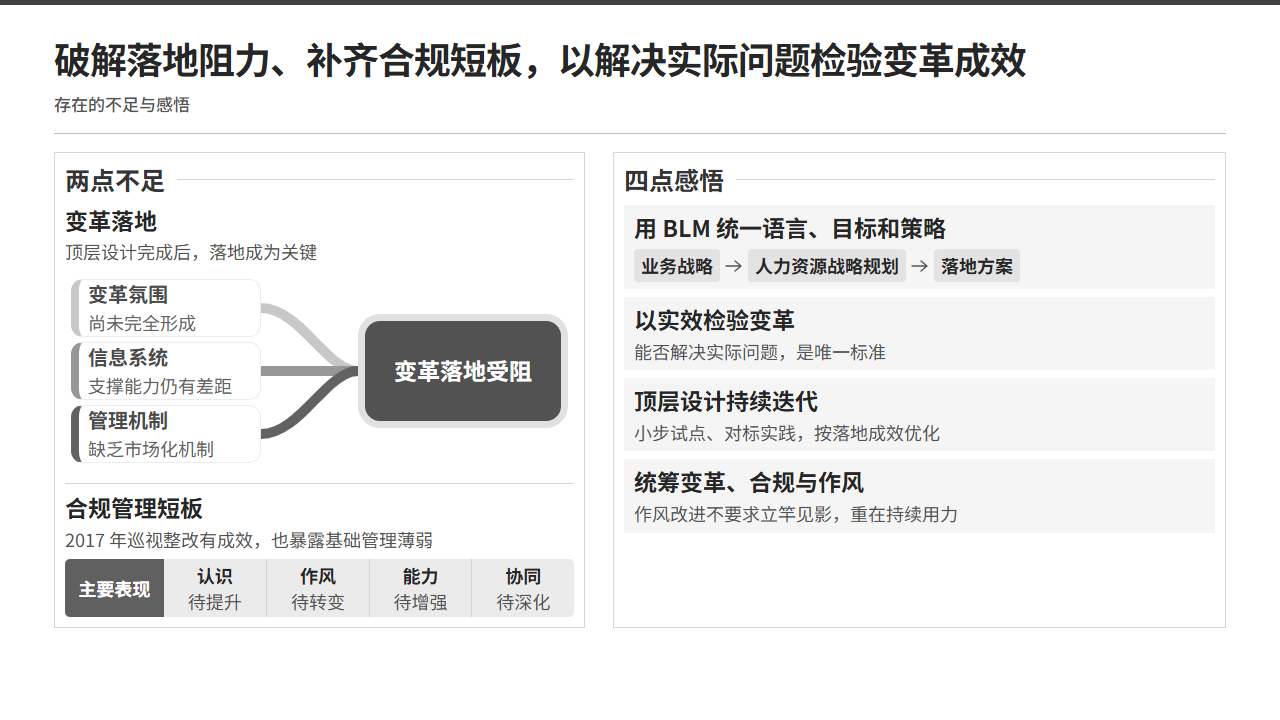 破解落地阻力、补齐合规短板，以解决实际问题检验变革成效
存在的不足与感悟
两点不足
变革落地
顶层设计完成后，落地成为关键
变革氛围
尚未完全形成
信息系统
支撑能力仍有差距
管理机制
缺乏市场化机制
变革落地受阻
合规管理短板
2017 年巡视整改有成效，也暴露基础管理薄弱
主要表现
认识
待提升
作风
待转变
能力
待增强
协同
待深化
四点感悟
用 BLM 统一语言、目标和策略
业务战略 → 人力资源战略规划 → 落地方案
以实效检验变革
能否解决实际问题，是唯一标准
顶层设计持续迭代
小步试点、对标实践，按落地成效优化
统筹变革、合规与作风
作风改进不要求立竿见影，重在持续用力